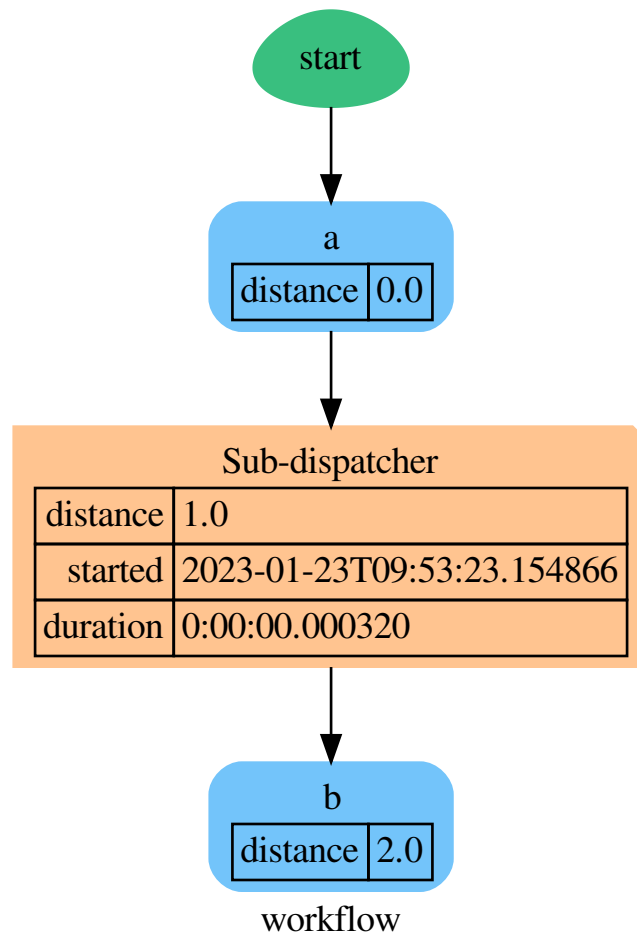 start
a
distance 0.0
Sub-dispatcher
distance 1.0
started 2023-01-23T09:53:23.154866
duration 0:00:00.000320
b
distance 2.0
workflow